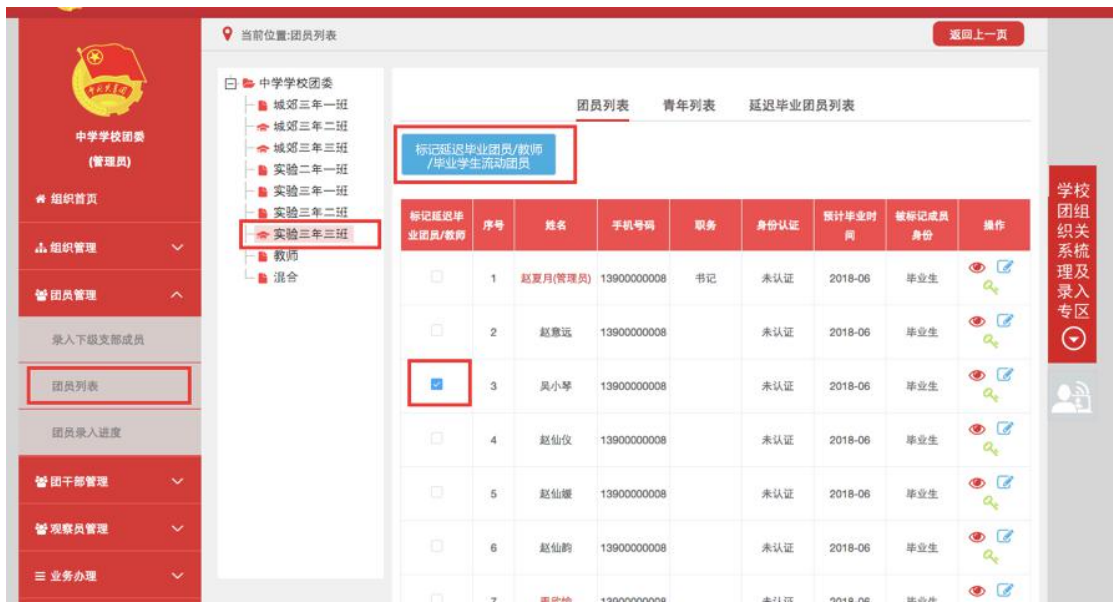 当前位置:团员列表
返回上一页
中学学校团委
(管理员)
组织首页
组织管理
团员管理
录入下级支部成员
团员列表
团员录入进度
团干部管理
观察员管理
业务办理
中学学校团委
城郊三年一班
城郊三年二班
城郊三年三班
实验二年一班
实验三年一班
实验三年二班
实验三年三班
教师
混合
团员列表 青年列表 延迟毕业团员列表
标记延迟毕业团员/教师
/毕业学生流动团员
标记延迟毕业团员/教师 序号 姓名 手机号码 职务 身份认证 预计毕业时间 被标记成员身份 操作
1 赵夏月(管理员) 13900000008 书记 未认证 2018-06 毕业生
2 赵意远 13900000008 未认证 2018-06 毕业生
3 吴小琴 13900000008 未认证 2018-06 毕业生
4 赵仙仪 13900000008 未认证 2018-06 毕业生
5 赵仙媛 13900000008 未认证 2018-06 毕业生
6 赵仙韵 13900000008 未认证 2018-06 毕业生
7 13900000008 未认证 2018-06 毕业生
学校
团组
织关
系梳
理及
录入
专区